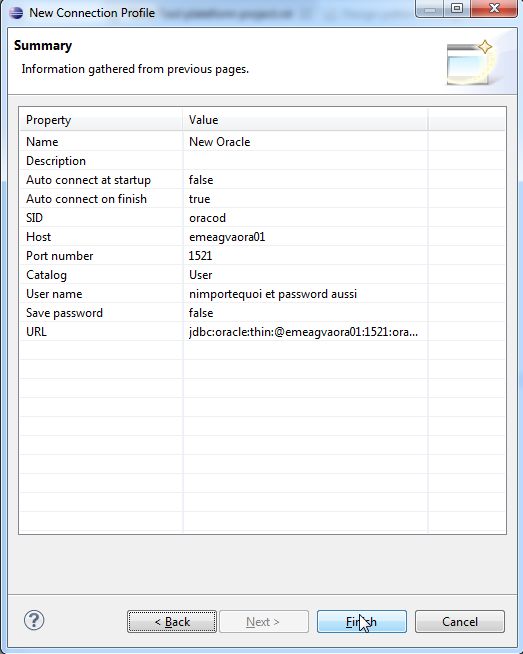 New Connection Profile
Summary
Information gathered from previous pages.
Property Value
Name New Oracle
Description
Auto connect at startup false
Auto connect on finish true
SID oracod
Host emeagvaora01
Port number 1521
Catalog User
User name nimportequoi et password aussi
Save password false
URL jdbc:oracle:thin:@emeagvaora01:1521:ora...
< Back Next > Finish Cancel